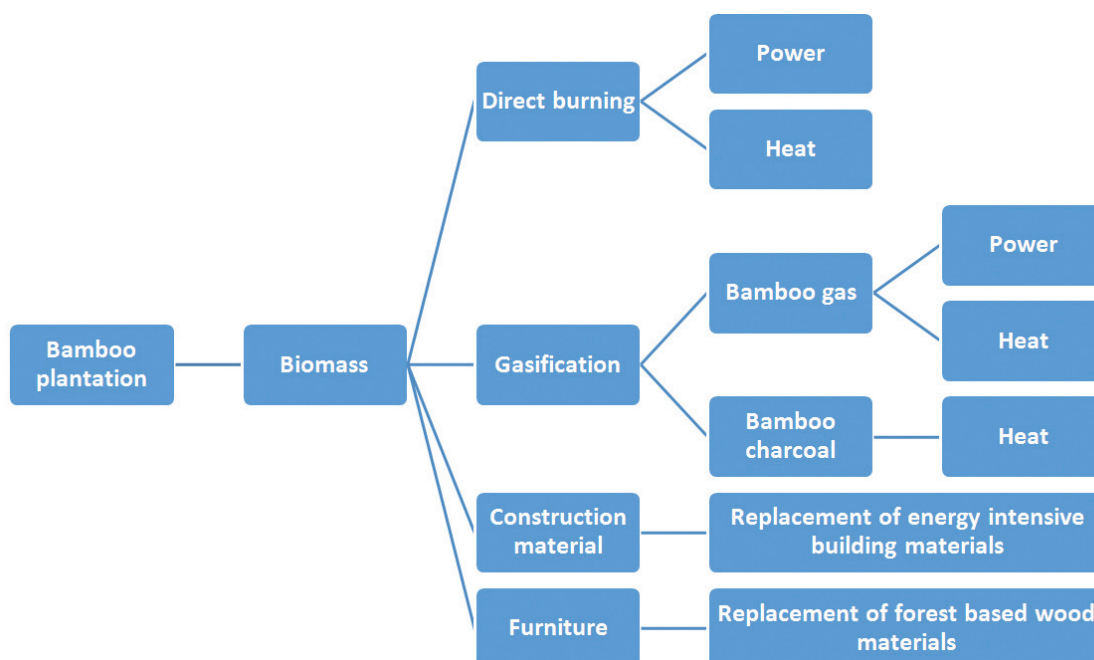 Power
Direct burning
Heat
Power
Bamboo gas
Bamboo
plantation
Biomass
Gasification
Heat
Bamboo
charcoal
Heat
Construction
material
Replacement of energy intensive
building materials
Furniture
Replacement of forest based wood
materials